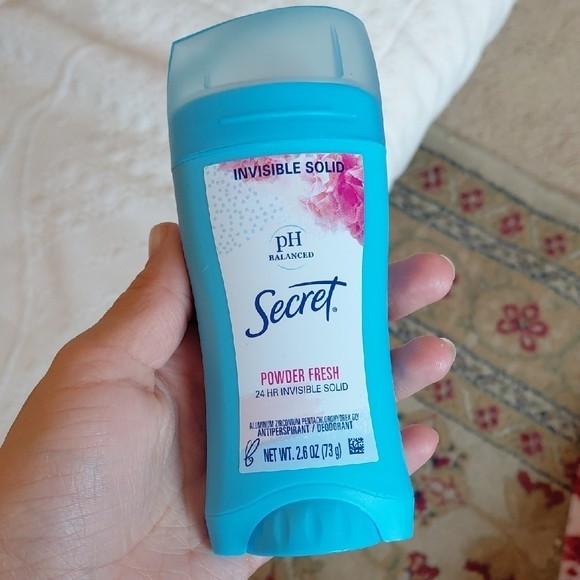 INVISIBLE SOLID
pH
BALANCED
Secret®
POWDER FRESH
24 HR INVISIBLE SOLID
ALUMINUM ZIRCONIUM PENTACHLOROHYDREX GLY
ANTIPERSPIRANT / DEODORANT
NET WT. 2.6 OZ (73 g)